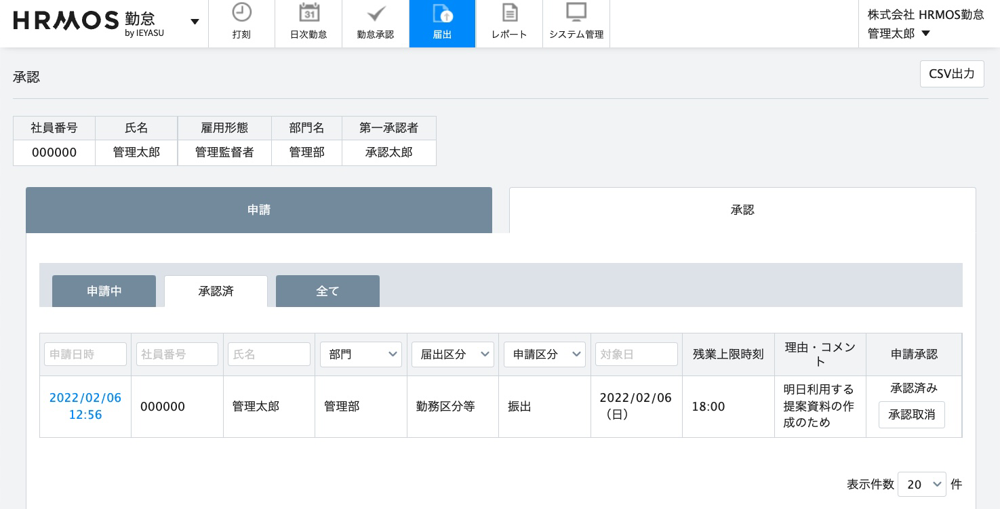 HRMOS 勤怠
by IEYASU
打刻
31
日次勤怠
勤怠承認
届出
レポート
システム管理
株式会社 HRMOS勤怠
管理太郎
承認
CSV出力
社員番号 氏名 雇用形態 部門名 第一承認者
000000 管理太郎 管理監督者 管理部 承認太郎
申請 承認
申請中 承認済 全て
申請日時 社員番号 氏名 部門 届出区分 申請区分 対象日 残業上限時刻 理由・コメン
ト 申請承認
2022/02/06
12:56
000000
管理太郎
管理部
勤務区分等
振出
2022/02/06
（日）
18:00
明日利用する
提案資料の作
成のため
承認済み
承認取消
表示件数 20 件